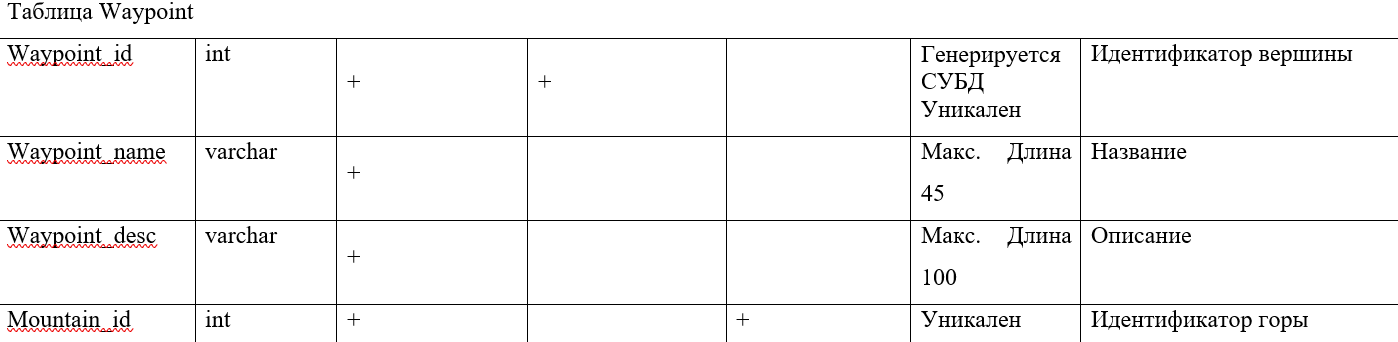 Таблица Waypoint
Waypoint_id int + + Генерируется СУБД Уникален Идентификатор вершины
Waypoint_name varchar + Макс. Длина 45 Название
Waypoint_desc varchar + Макс. Длина 100 Описание
Mountain_id int + + Уникален Идентификатор горы